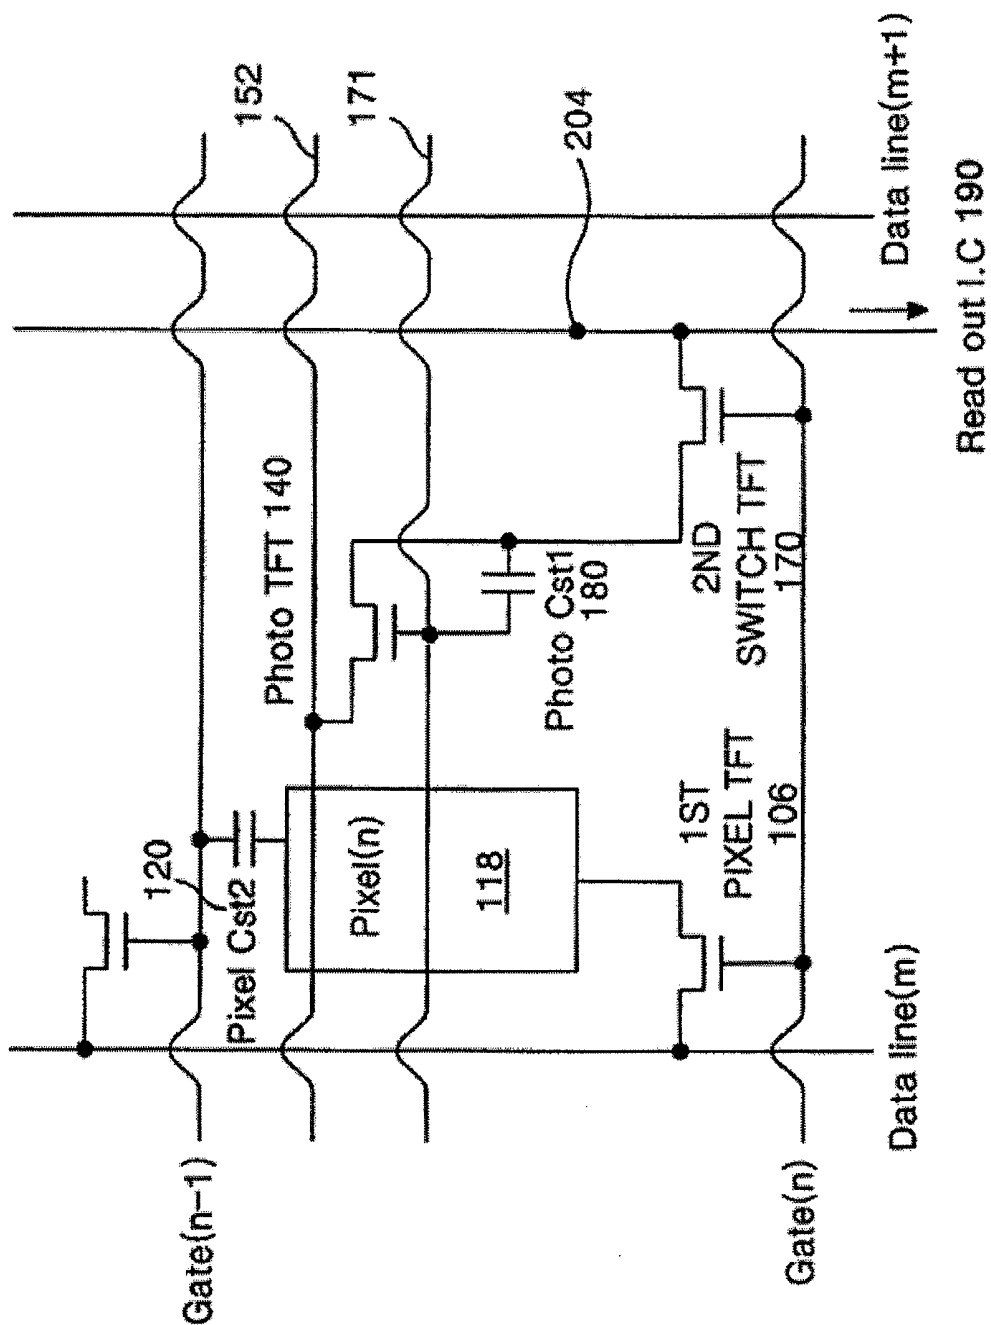 Gate(n-1)
120
Pixel Cst2
152
171
Photo TFT 140
Pixel(n)
118
Photo Cst1
180
204
1ST
PIXEL TFT
106
2ND
SWITCH TFT
170
Gate(n)
Data line(m)
Data line(m+1)
Read out I.C 190